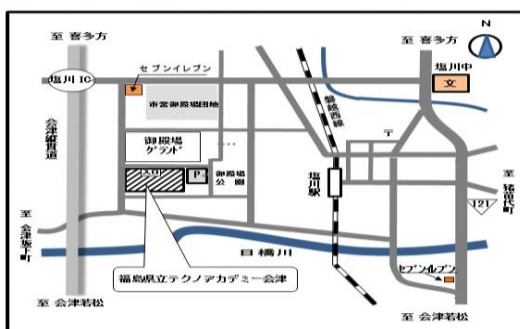 至 喜多方
至 喜多方
N
塩川 IC
セブンイレブン
塩川中
文
市営御殿場団地
磐越西線
会津縦貫道
御殿場
グランド
〒
入口
P
御殿場
公園
塩川駅
至 猪苗代町
121
至 会津坂下町
日橋川
福島県立テクノアカデミー会津
セブンイレブン
至 会津若松
至 会津若松